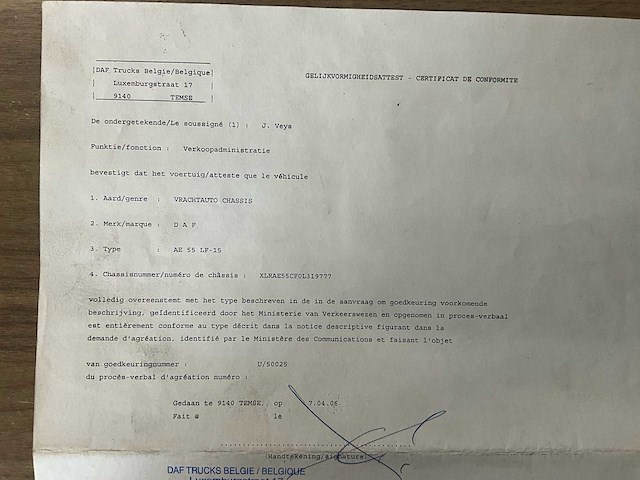 DAF Trucks Belgie/Belgique
Luxemburgstraat 17
9140 TEMSE
GELIJKVORMIGHEIDSATTEST - CERTIFICAT DE CONFORMITE
De ondergetekende/Le soussigné (1) : J. Veys
Funktie/fonction : Verkoopadministratie
bevestigt dat het voertuig/atteste que le véhicule
1. Aard/genre : VRACHTAUTO CHASSIS
2. Merk/marque : D A F
3. Type : AE 55 LF-15
4. Chassisnummer/numéro de châssis : XLRAE55CF0L319777
volledig overeenstemt met het type beschreven in de in de aanvraag om goedkeuring voorkomende
beschrijving, geïdentificeerd door het Ministerie van Verkeerswezen en opgenomen in proces-verbaal
est entièrement conforme au type décrit dans la notice descriptive figurant dans la
demande d'agréation, identifié par le Ministère des Communications et faisant l'objet
van goedkeuringnummer : U/50025
du procès-verbal d'agréation numéro :
Gedaan te 9140 TEMSE, op 7.04.06.
Fait @ le
(Handtekening/signature)
DAF TRUCKS BELGIE / BELGIQUE
Luxemburgstraat 17